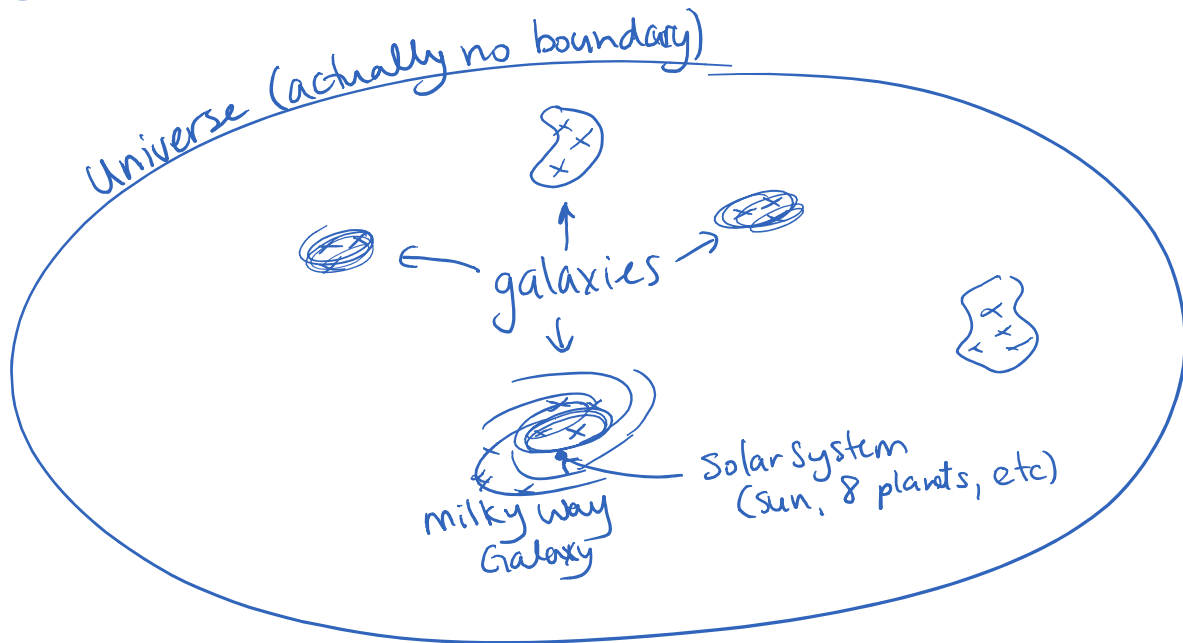 Universe (actually no boundary)
galaxies
Solar System
(sun, 8 planets, etc)
milky way
Galaxy